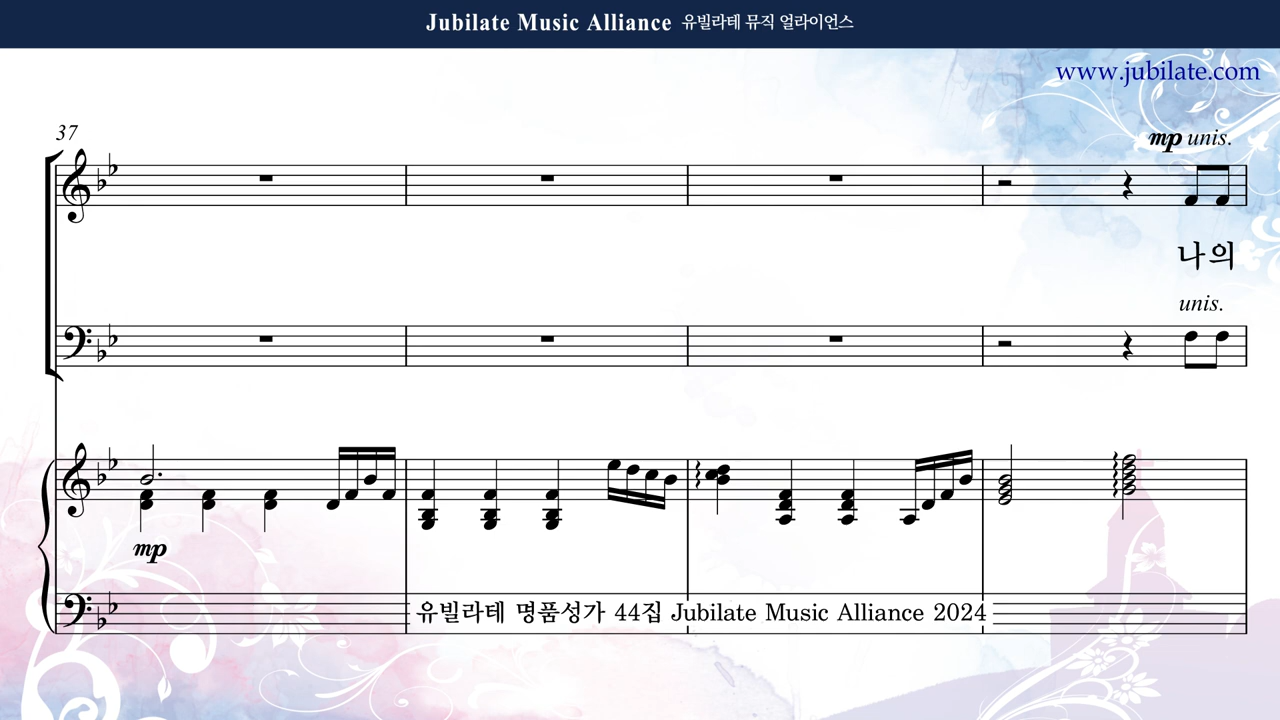 Jubilate Music Alliance 유빌라테 뮤직 얼라이언스
www.jubilate.com
37
mp unis.
나의
unis.
mp
유빌라테 명품성가 44집 Jubilate Music Alliance 2024